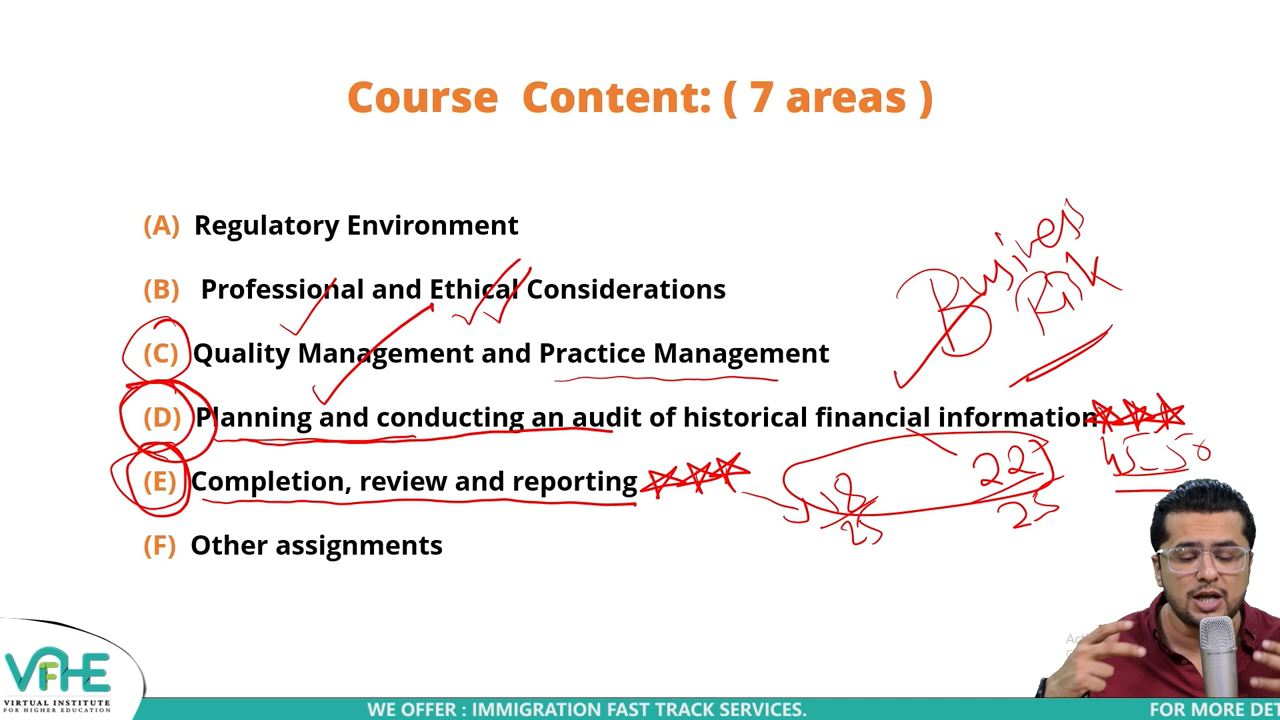 Course Content: ( 7 areas )
(A) Regulatory Environment
(B) Professional and Ethical Considerations
(C) Quality Management and Practice Management
(D) Planning and conducting an audit of historical financial information
(E) Completion, review and reporting
(F) Other assignments
Business
Risk
45-50
18
25
22
25
VIRTUAL INSTITUTE
FOR HIGHER EDUCATION
WE OFFER : IMMIGRATION FAST TRACK SERVICES.
FOR MORE DET